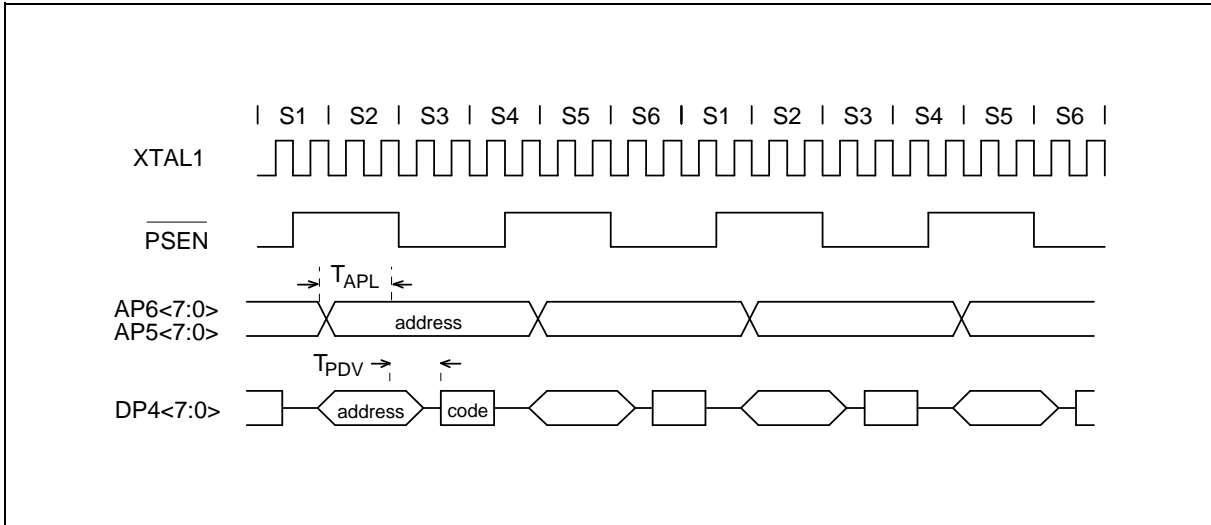 | S1 | S2 | S3 | S4 | S5 | S6 | S1 | S2 | S3 | S4 | S5 | S6 |
XTAL1
PSEN
TAPL
AP6<7:0>
AP5<7:0>
address
TPDV
DP4<7:0>
address
code